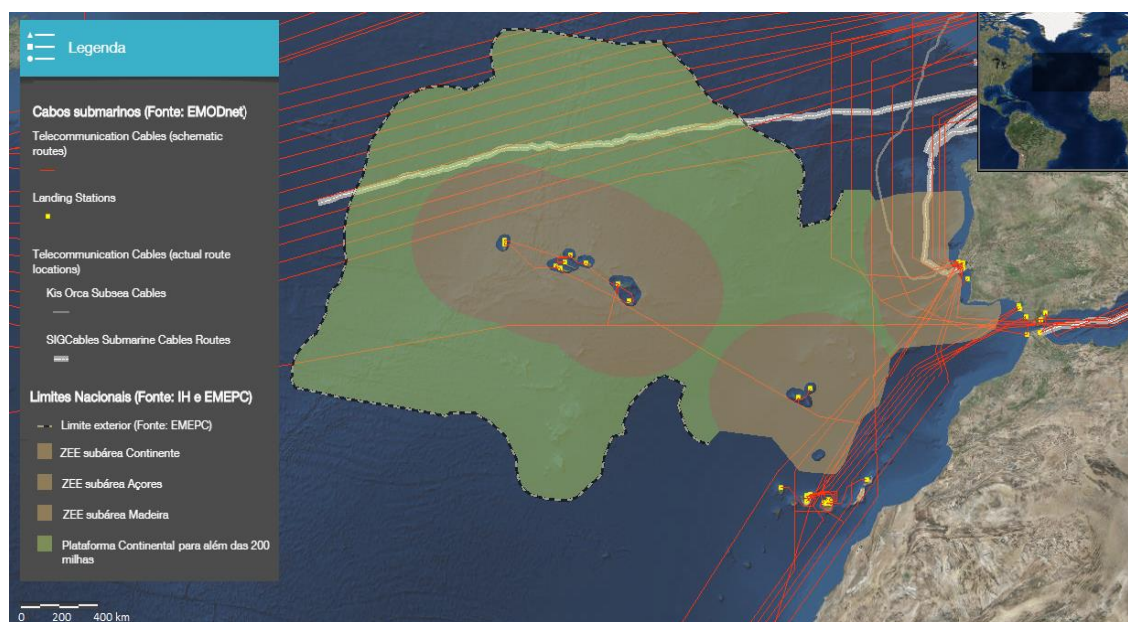 Legenda
Cabos submarinos (Fonte: EMODnet)
Telecommunication Cables (schematic
routes)
Landing Stations
Telecommunication Cables (actual route
locations)
Kis Orca Subsea Cables
SIGCables Submarine Cables Routes
Limites Nacionais (Fonte: IH e EMEPC)
Limite exterior (Fonte: EMEPC)
ZEE subárea Continente
ZEE subárea Açores
ZEE subárea Madeira
Plataforma Continental para além das 200
milhas
0 200 400 km